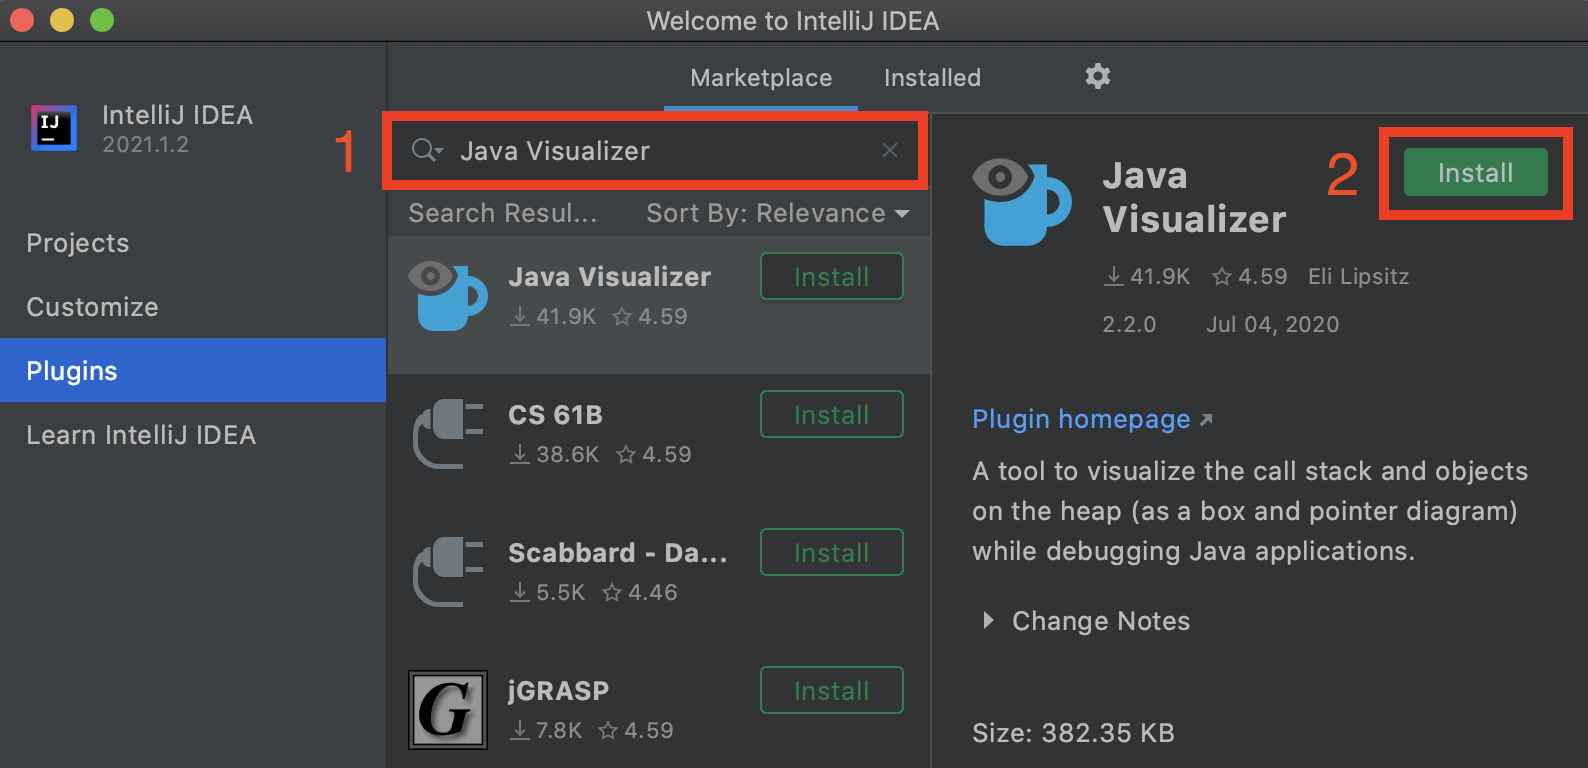 Welcome to IntelliJ IDEA
IJ
IntelliJ IDEA
2021.1.2
Projects
Customize
Plugins
Learn IntelliJ IDEA
Marketplace Installed
1
Java Visualizer
Search Resul... Sort By: Relevance
Java Visualizer Install
41.9K 4.59
CS 61B Install
38.6K 4.59
Scabbard - Da... Install
5.5K 4.46
G
jGRASP Install
7.8K 4.59
Java
Visualizer
2
Install
41.9K 4.59 Eli Lipsitz
2.2.0 Jul 04, 2020
Plugin homepage
A tool to visualize the call stack and objects
on the heap (as a box and pointer diagram)
while debugging Java applications.
Change Notes
Size: 382.35 KB